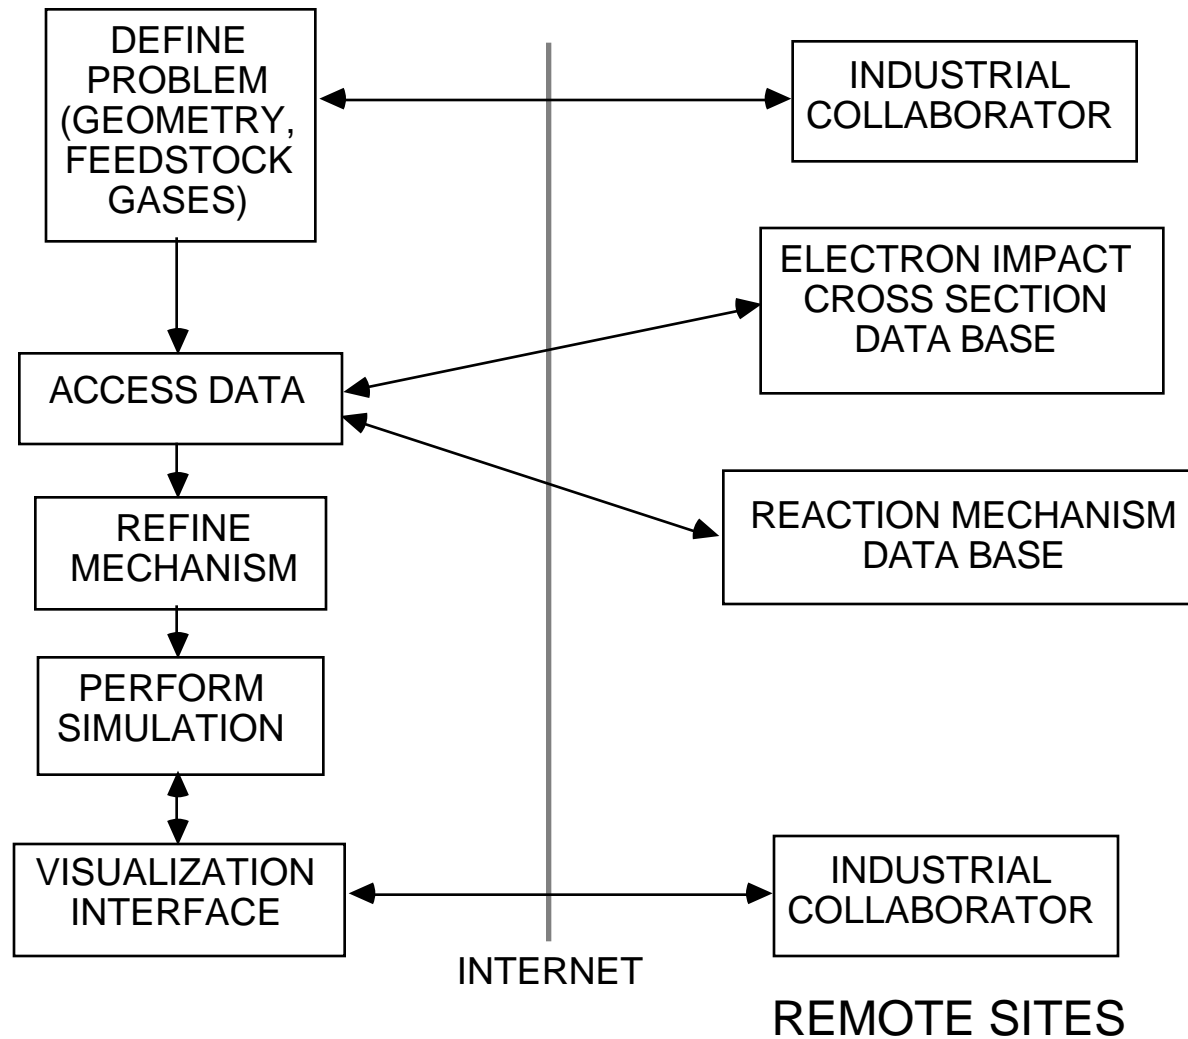 DEFINE
PROBLEM
(GEOMETRY,
FEEDSTOCK
GASES)
INDUSTRIAL
COLLABORATOR
ELECTRON IMPACT
CROSS SECTION
DATA BASE
ACCESS DATA
REACTION MECHANISM
DATA BASE
REFINE
MECHANISM
PERFORM
SIMULATION
VISUALIZATION
INTERFACE
INDUSTRIAL
COLLABORATOR
INTERNET
REMOTE SITES